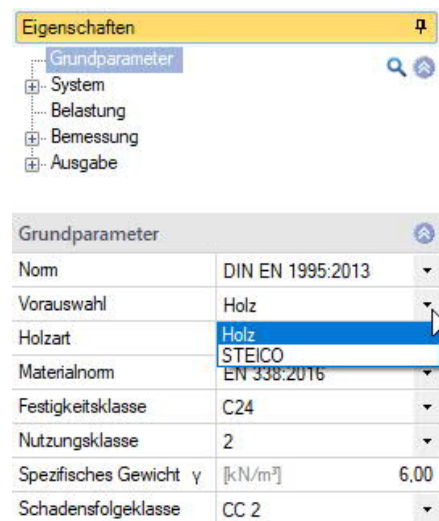 Eigenschaften
Grundparameter
System
Belastung
Bemessung
Ausgabe
Grundparameter
Norm DIN EN 1995:2013
Vorauswahl Holz
Holzart Holz
STEICO
Materialnorm EN 338:2016
Festigkeitsklasse C24
Nutzungsklasse 2
Spezifisches Gewicht γ [kN/m³] 6,00
Schadensfolgeklasse CC 2